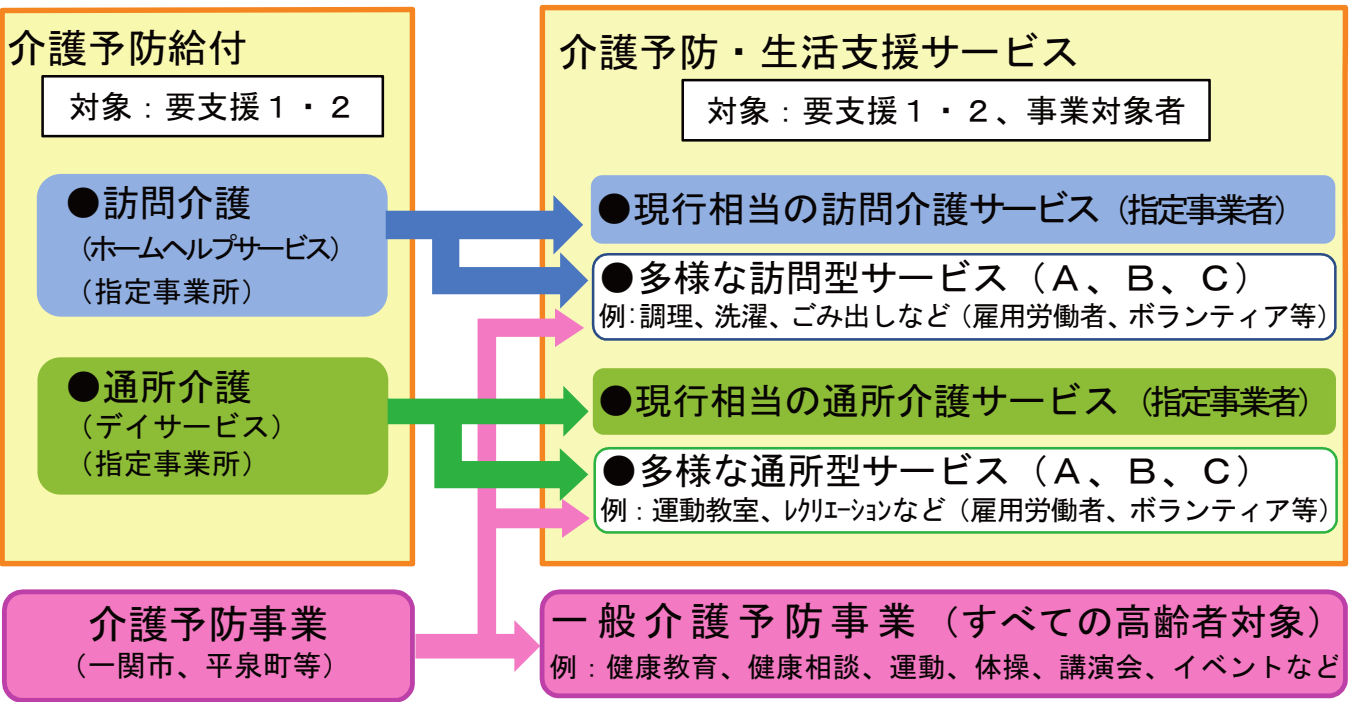 介護予防給付
対象：要支援１・２
●訪問介護
（ホームヘルプサービス）
（指定事業所）
●通所介護
（デイサービス）
（指定事業所）
介護予防事業
（一関市、平泉町等）
介護予防・生活支援サービス
対象：要支援１・２、事業対象者
●現行相当の訪問介護サービス（指定事業者）
●多様な訪問型サービス（Ａ、Ｂ、Ｃ）
例：調理、洗濯、ごみ出しなど（雇用労働者、ボランティア等）
●現行相当の通所介護サービス（指定事業者）
●多様な通所型サービス（Ａ、Ｂ、Ｃ）
例：運動教室、ﾚｸﾘｴｰｼｮﾝなど（雇用労働者、ボランティア等）
一般介護予防事業（すべての高齢者対象）
例：健康教育、健康相談、運動、体操、講演会、イベントなど